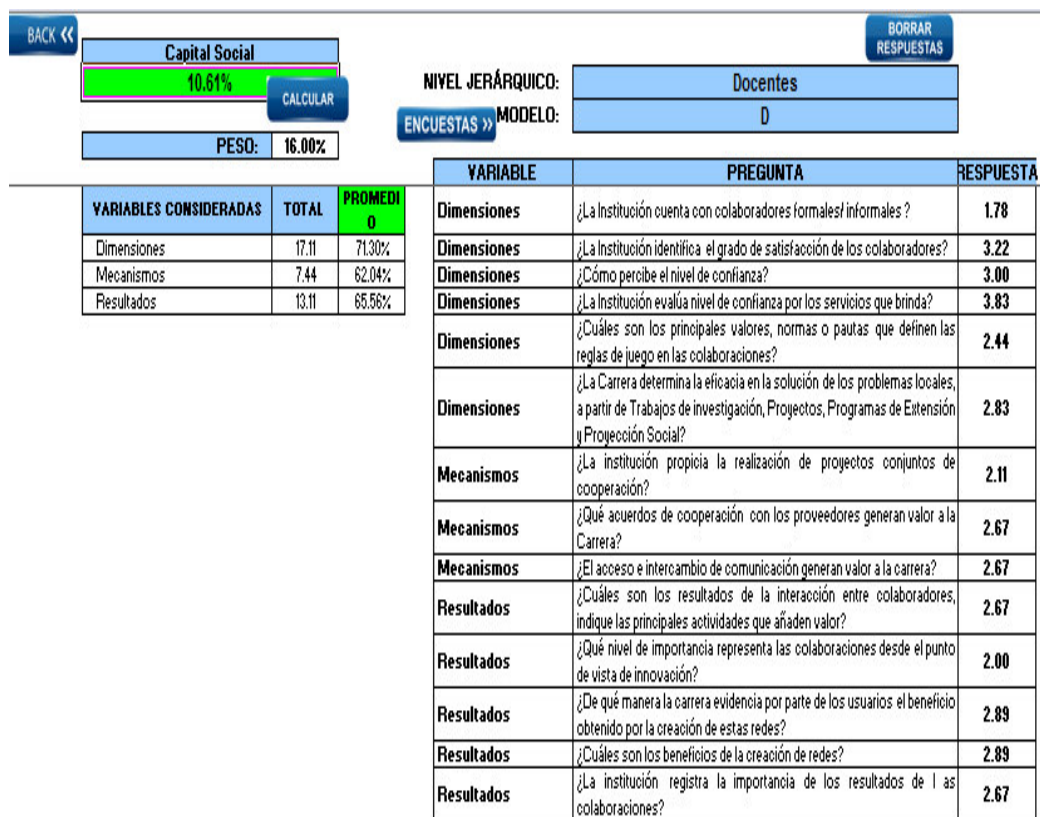 BACK <<
Capital Social
10.61%
CALCULAR
PESO: 16.00%
BORRAR
RESPUESTAS
NIVEL JERÁRQUICO: Docentes
ENCUESTAS >> MODELO: D
VARIABLES CONSIDERADAS TOTAL PROMEDI
O
Dimensiones 17.11 71.30%
Mecanismos 7.44 62.04%
Resultados 13.11 65.56%
VARIABLE PREGUNTA RESPUESTA
Dimensiones ¿La Institución cuenta con colaboradores formales/ informales ? 1.78
Dimensiones ¿La Institución identifica el grado de satisfacción de los colaboradores? 3.22
Dimensiones ¿Cómo percibe el nivel de confianza? 3.00
Dimensiones ¿La Institución evalúa nivel de confianza por los servicios que brinda? 3.83
Dimensiones ¿Cuáles son los principales valores, normas o pautas que definen las
reglas de juego en las colaboraciones? 2.44
Dimensiones ¿La Carrera determina la eficacia en la solución de los problemas locales,
a partir de Trabajos de investigación, Proyectos, Programas de Extensión
y Proyección Social? 2.83
Mecanismos ¿La institución propicia la realización de proyectos conjuntos de
cooperación? 2.11
Mecanismos ¿Qué acuerdos de cooperación con los proveedores generan valor a la
Carrera? 2.67
Mecanismos ¿El acceso e intercambio de comunicación generan valor a la carrera? 2.67
Resultados ¿Cuáles son los resultados de la interacción entre colaboradores,
indique las principales actividades que añaden valor? 2.67
Resultados ¿Qué nivel de importancia representa las colaboraciones desde el punto
de vista de innovación? 2.00
Resultados ¿De qué manera la carrera evidencia por parte de los usuarios el beneficio
obtenido por la creación de estas redes? 2.89
Resultados ¿Cuáles son los beneficios de la creación de redes? 2.89
Resultados ¿La institución registra la importancia de los resultados de l as
colaboraciones? 2.67